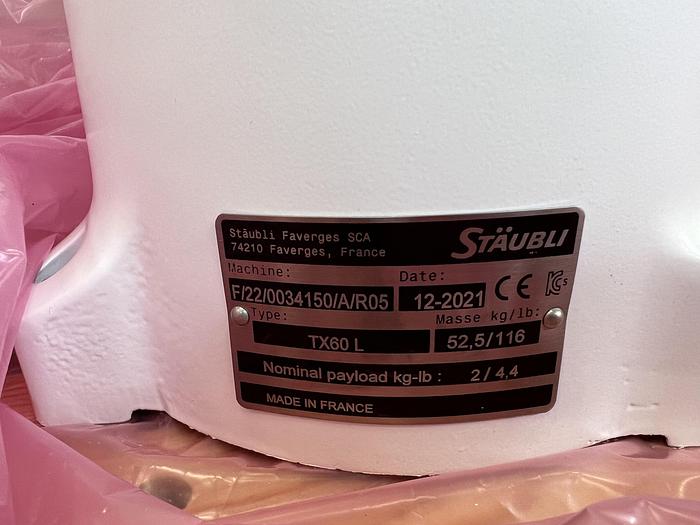 Stäubli Faverges SCA
74210 Faverges, France
STÄUBLI
Machine:
Date:
F/22/0034150/A/R05
12-2021
CE
Type:
Masse kg/lb:
TX60 L
52,5/116
Nominal payload kg-lb : 2 / 4,4
MADE IN FRANCE